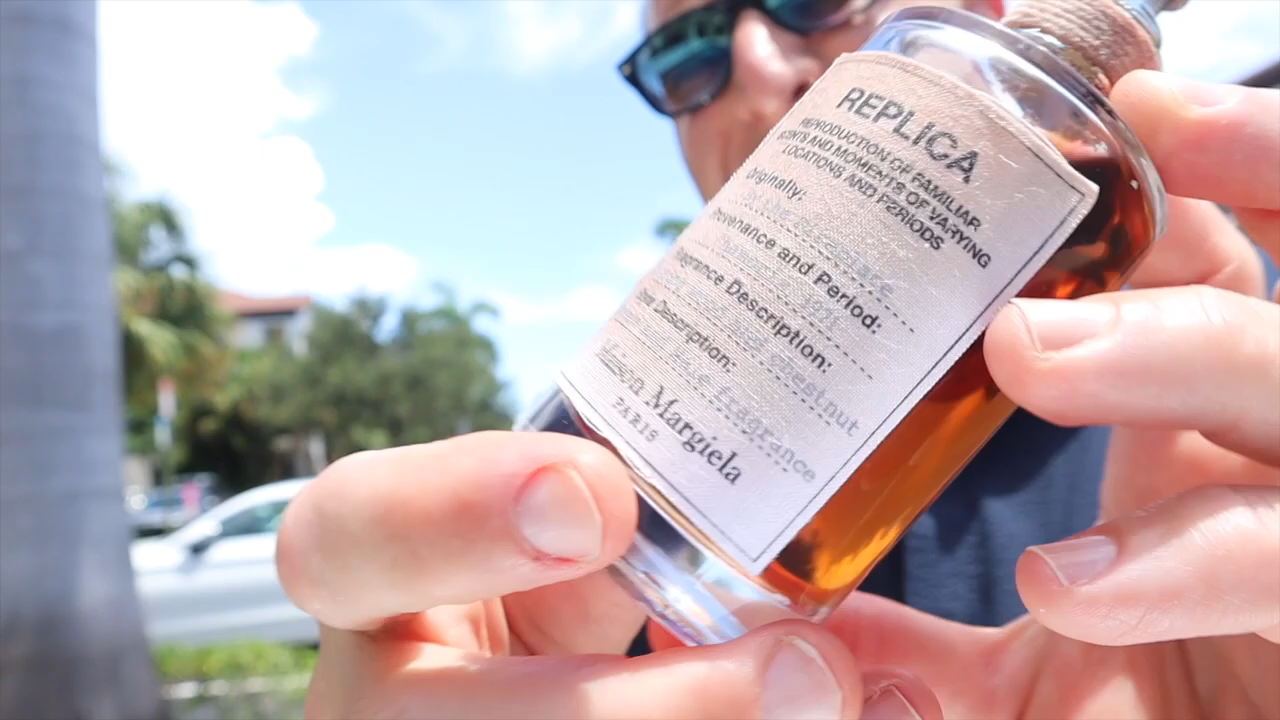 REPLICA
REPRODUCTION OF FAMILIAR
SCENTS AND MOMENTS OF VARYING
LOCATIONS AND PERIODS
Originally:
Provenance and Period:
Fragrance Description:
chestnut
Description:
fragrance
Maison Margiela
PARIS